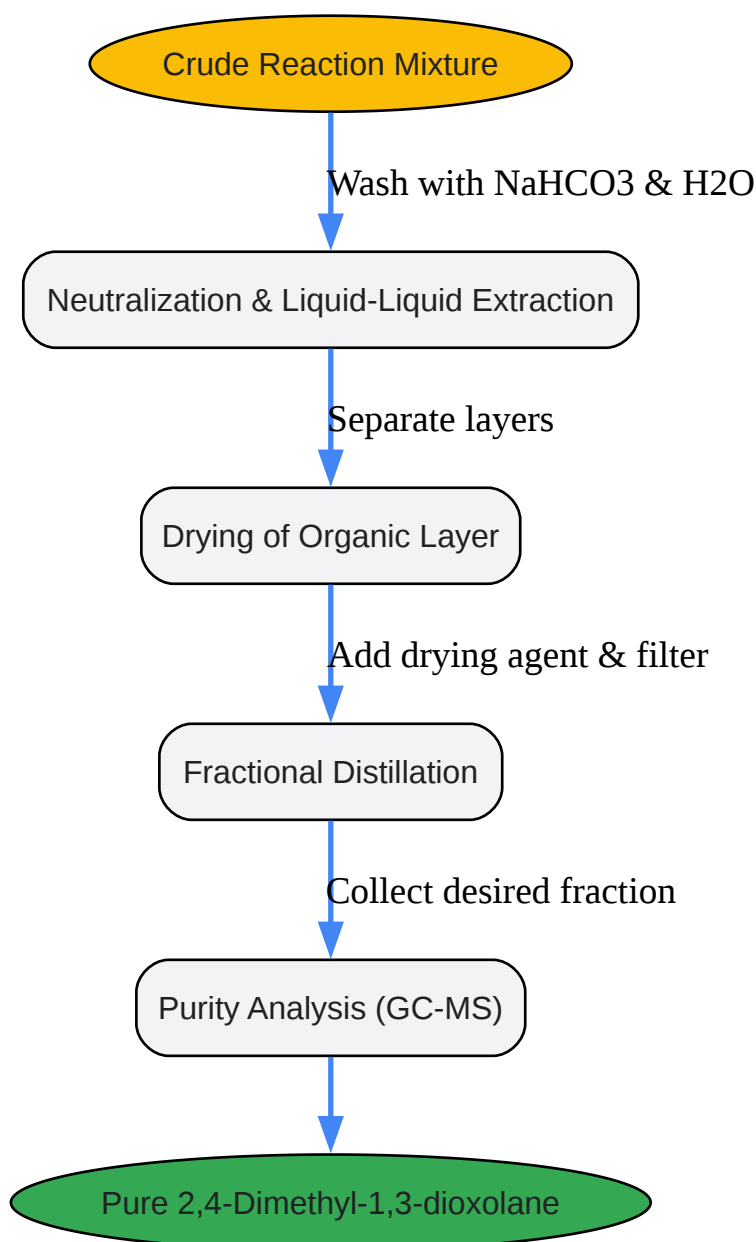 Crude Reaction Mixture
Wash with NaHCO3 & H2O
Neutralization & Liquid-Liquid Extraction
Separate layers
Drying of Organic Layer
Add drying agent & filter
Fractional Distillation
Collect desired fraction
Purity Analysis (GC-MS)
Pure 2,4-Dimethyl-1,3-dioxolane